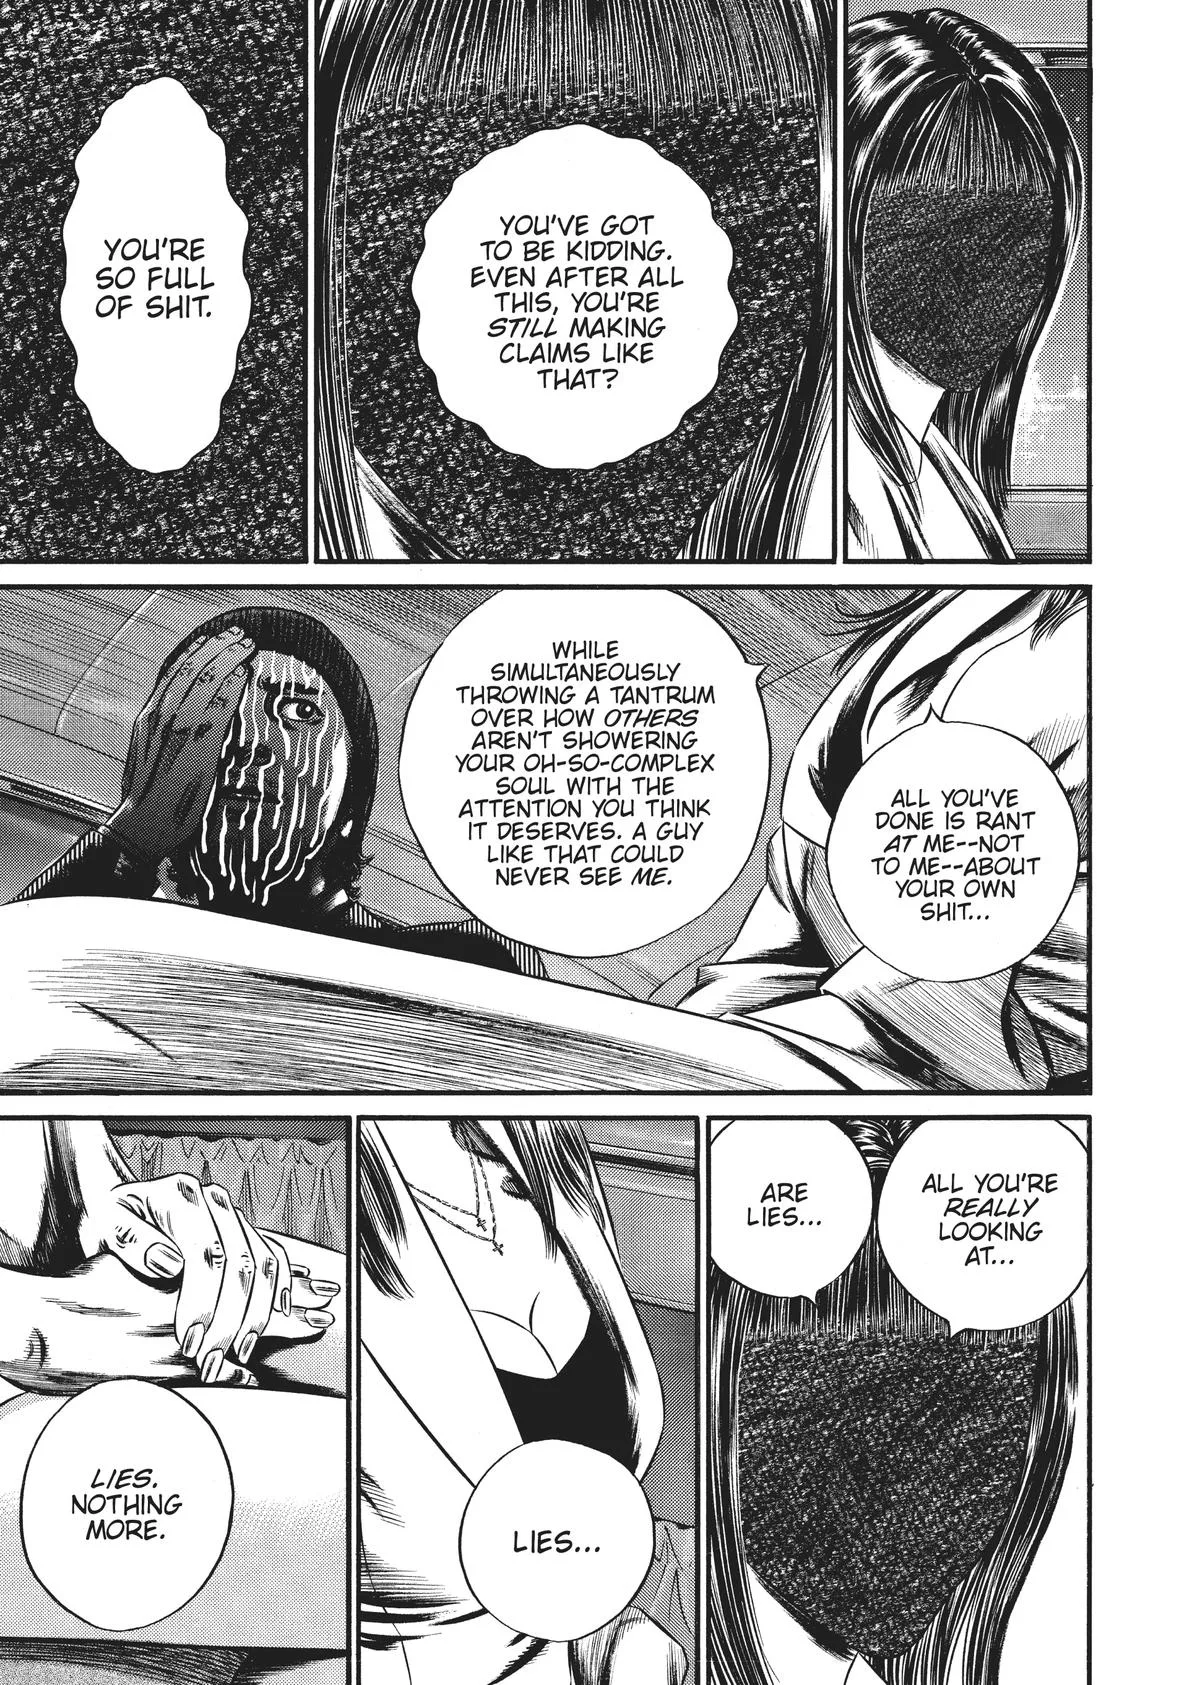 YOU'VE GOT
TO BE KIDDING.
EVEN AFTER ALL
THIS, YOU'RE
STILL MAKING
CLAIMS LIKE
THAT?
YOU'RE
SO FULL
OF SHIT.
ALL YOU'VE
DONE IS RANT
AT ME--NOT
TO ME--ABOUT
YOUR OWN
SHIT...
WHILE
SIMULTANEOUSLY
THROWING A TANTRUM
OVER HOW OTHERS
AREN'T SHOWERING
YOUR OH-SO-COMPLEX
SOUL WITH THE
ATTENTION YOU THINK
IT DESERVES. A GUY
LIKE THAT COULD
NEVER SEE ME.
ALL YOU'RE
REALLY
LOOKING
AT...
ARE
LIES...
LIES...
LIES.
NOTHING
MORE.